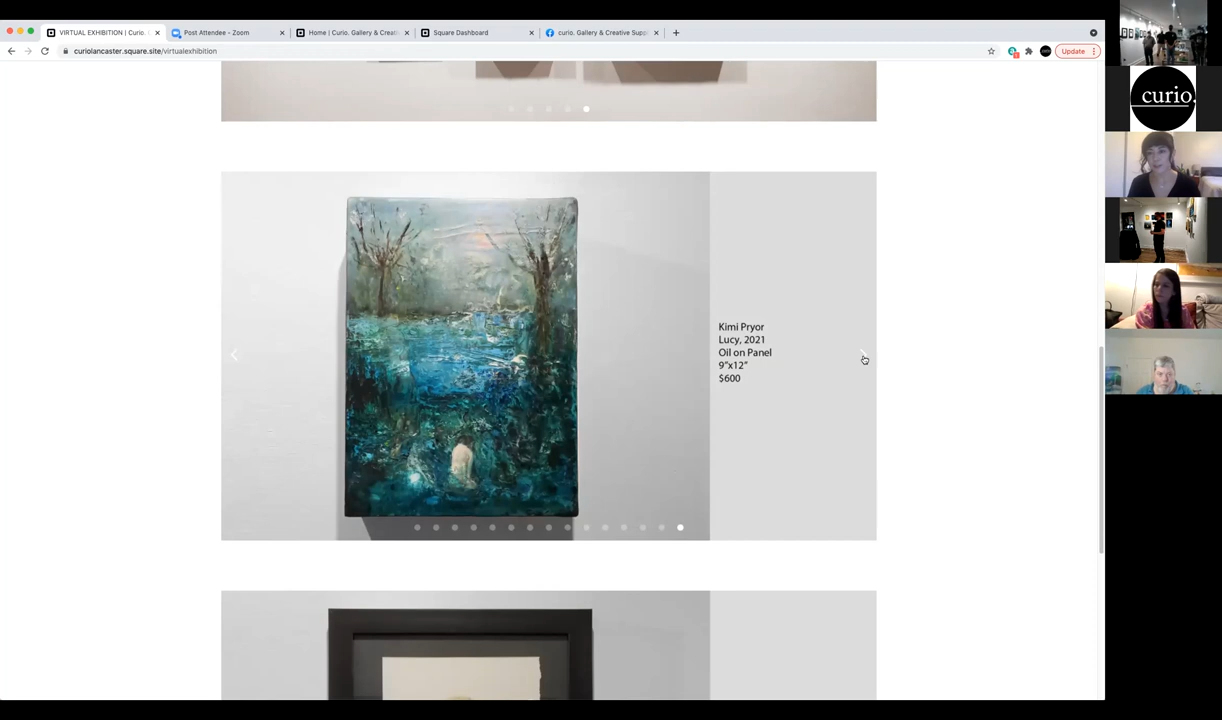 VIRTUAL EXHIBITION | Curio. G
Post Attendee - Zoom
Home | Curio. Gallery & Creativ
Square Dashboard
curio. Gallery & Creative Supp
curiolancaster.square.site/virtualexhibition
Update
curio.
Kimi Pryor
Lucy, 2021
Oil on Panel
9"x12"
$600